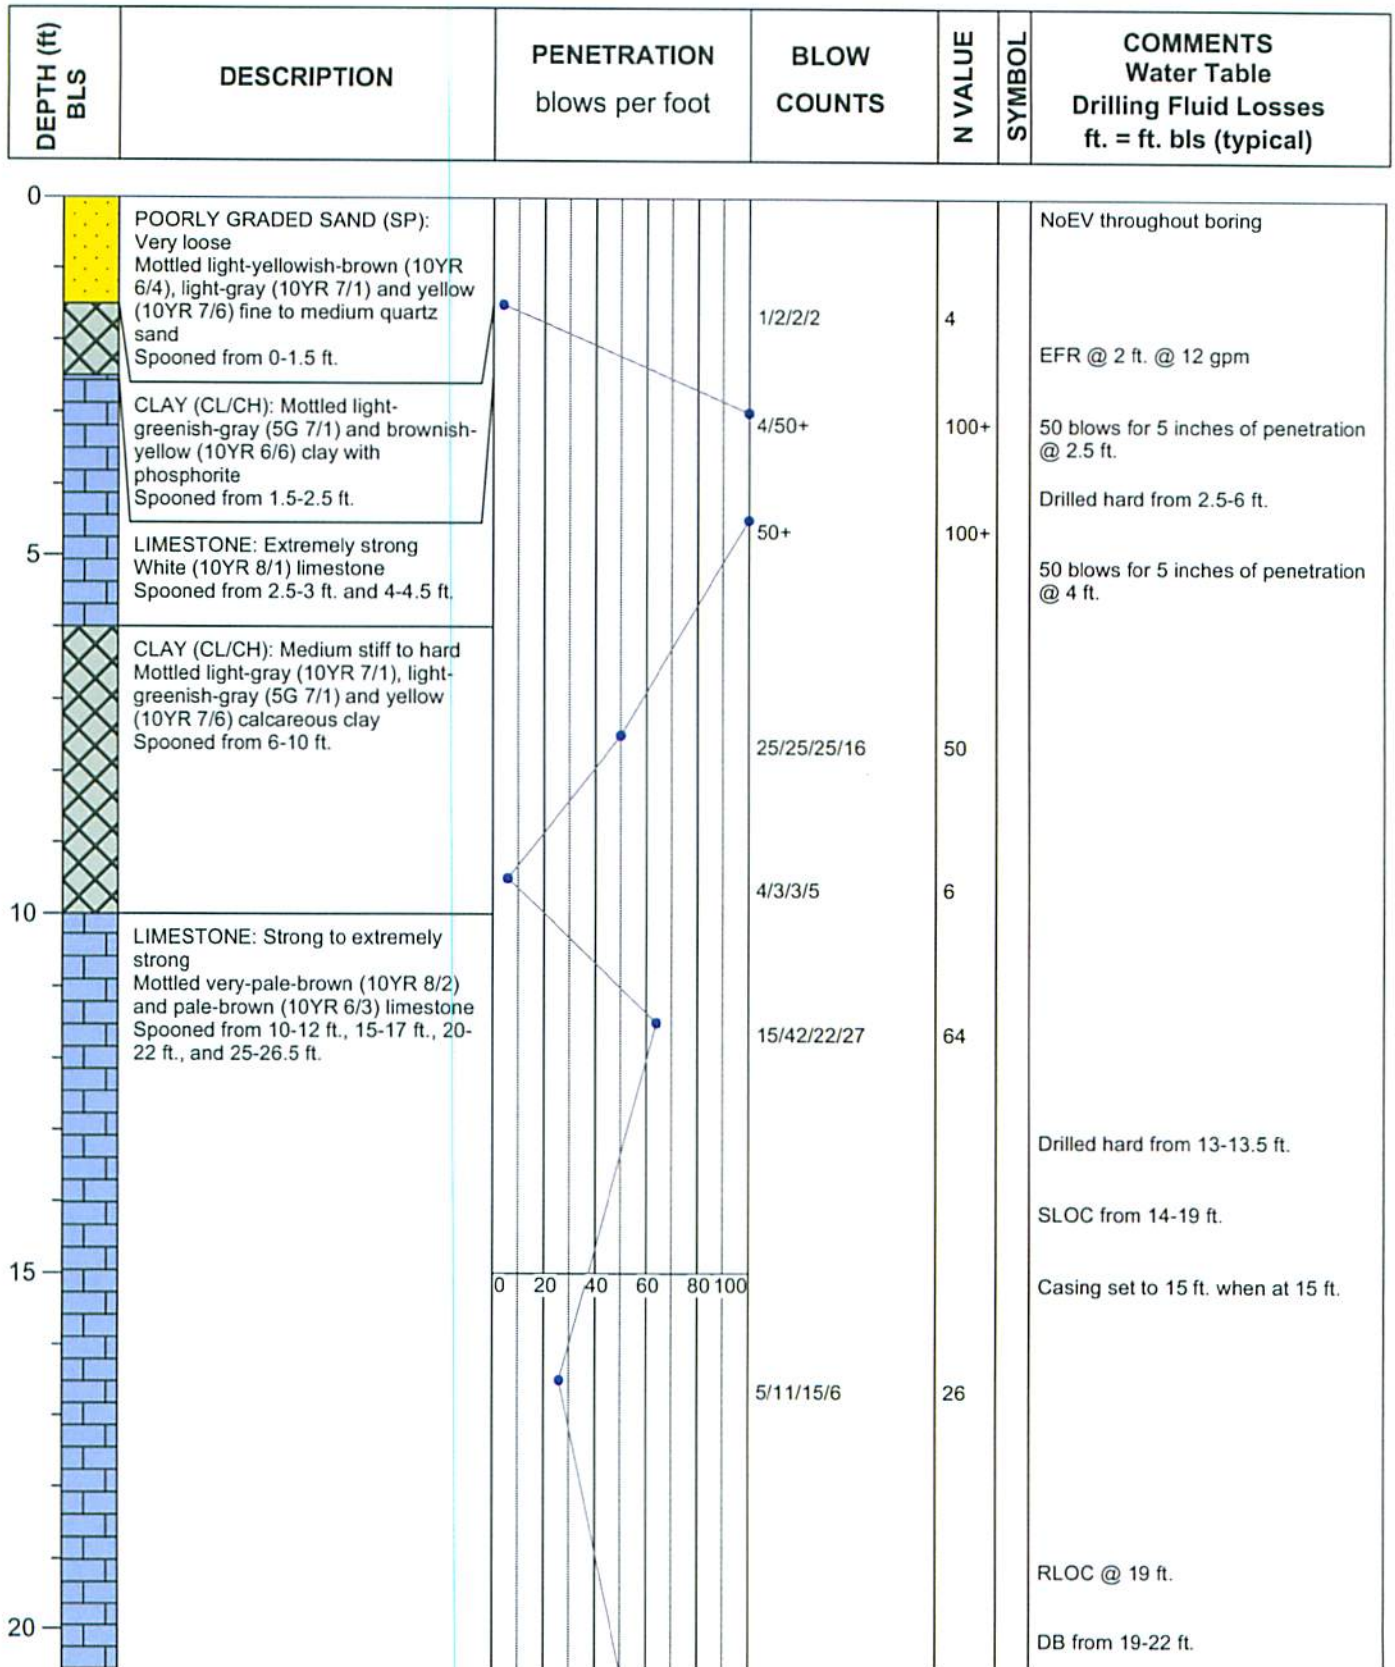 DEPTH (ft)
BLS
DESCRIPTION
PENETRATION
blows per foot
BLOW
COUNTS
N VALUE
SYMBOL
COMMENTS
Water Table
Drilling Fluid Losses
ft. = ft. bls (typical)
0
POORLY GRADED SAND (SP):
Very loose
Mottled light-yellowish-brown (10YR
6/4), light-gray (10YR 7/1) and yellow
(10YR 7/6) fine to medium quartz
sand
Spooned from 0-1.5 ft.
NoEV throughout boring
1/2/2/2
4
EFR @ 2 ft. @ 12 gpm
CLAY (CL/CH): Mottled light-
greenish-gray (5G 7/1) and brownish-
yellow (10YR 6/6) clay with
phosphorite
Spooned from 1.5-2.5 ft.
4/50+
100+
50 blows for 5 inches of penetration
@ 2.5 ft.
Drilled hard from 2.5-6 ft.
5
LIMESTONE: Extremely strong
White (10YR 8/1) limestone
Spooned from 2.5-3 ft. and 4-4.5 ft.
50+
100+
50 blows for 5 inches of penetration
@ 4 ft.
CLAY (CL/CH): Medium stiff to hard
Mottled light-gray (10YR 7/1), light-
greenish-gray (5G 7/1) and yellow
(10YR 7/6) calcareous clay
Spooned from 6-10 ft.
25/25/25/16
50
4/3/3/5
6
10
LIMESTONE: Strong to extremely
strong
Mottled very-pale-brown (10YR 8/2)
and pale-brown (10YR 6/3) limestone
Spooned from 10-12 ft., 15-17 ft., 20-
22 ft., and 25-26.5 ft.
15/42/22/27
64
Drilled hard from 13-13.5 ft.
SLOC from 14-19 ft.
15
0 20 40 60 80 100
Casing set to 15 ft. when at 15 ft.
5/11/15/6
26
RLOC @ 19 ft.
20
DB from 19-22 ft.